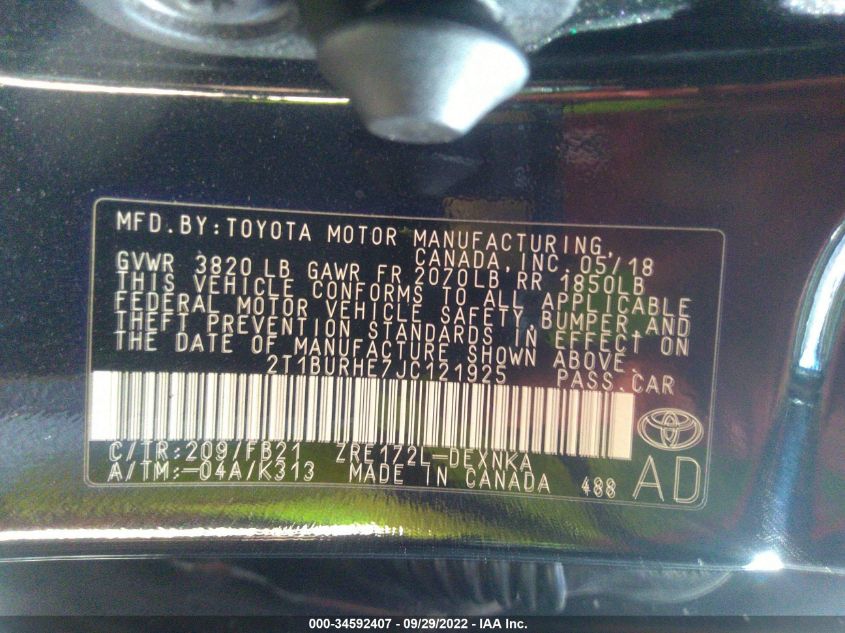 MFD.BY:TOYOTA MOTOR MANUFACTURING,
CANADA, INC. 05/18
GVWR 3820 LB GAWR FR 2070LB RR 1850LB
THIS VEHICLE CONFORMS TO ALL APPLICABLE
FEDERAL MOTOR VEHICLE SAFETY,BUMPER,AND
THEFT PREVENTION STANDARDS IN EFFECT ON
THE DATE OF MANUFACTURE SHOWN ABOVE.
2T1BURHE7JC121925 PASS.CAR
C/TR:209/FB21 ZRE172L-DEXNKA
A/TM:-04A/K313 MADE IN CANADA 488 AD
000-34592407 - 09/29/2022 - IAA Inc.